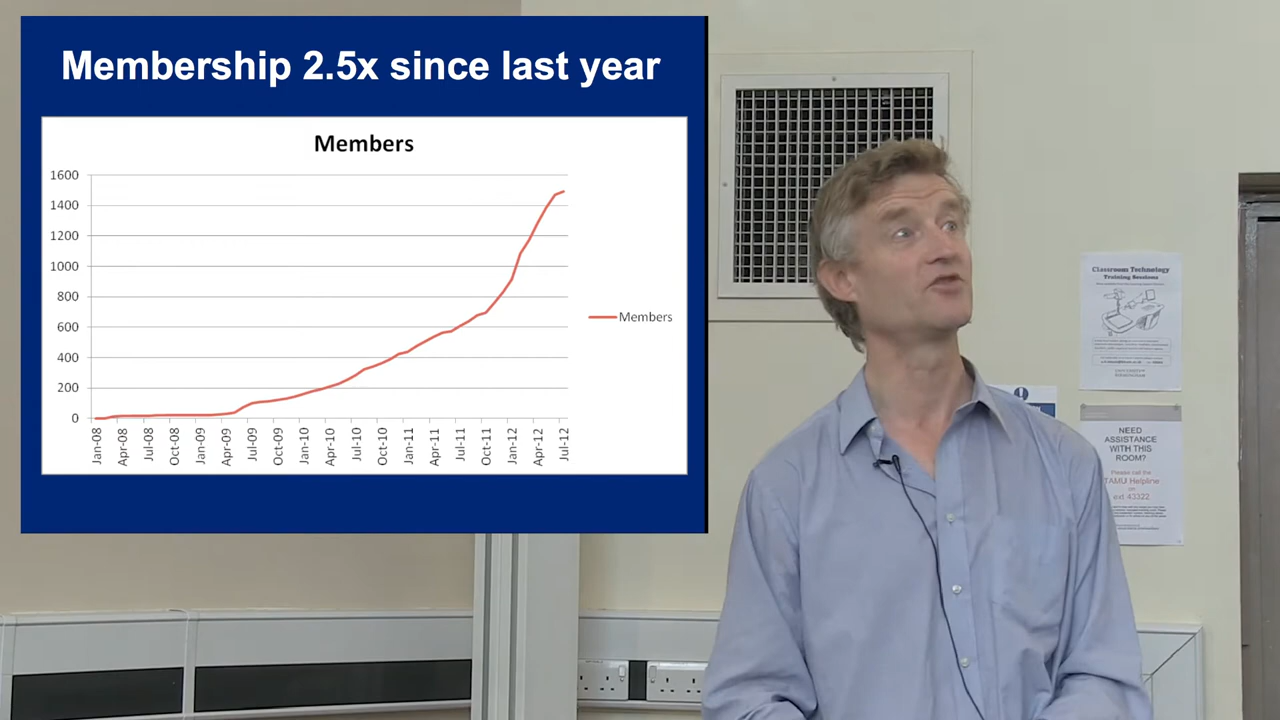 Membership 2.5x since last year
Members
1600
1400
1200
1000
800
600
400
200
0
Jan-08
Apr-08
Jul-08
Oct-08
Jan-09
Apr-09
Jul-09
Oct-09
Jan-10
Apr-10
Jul-10
Oct-10
Jan-11
Apr-11
Jul-11
Oct-11
Jan-12
Apr-12
Jul-12
Members
Classroom Technology
Training Sessions
NEED
ASSISTANCE
WITH THIS
ROOM?
Please call the
TAMU Helpline
on
ext 43322